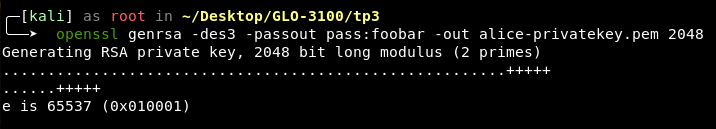 ╭─[kali] as root in ~/Desktop/GLO-3100/tp3
╰──➤  openssl genrsa -des3 -passout pass:foobar -out alice-privatekey.pem 2048
Generating RSA private key, 2048 bit long modulus (2 primes)
.......................................................+++++
......+++++
e is 65537 (0x010001)